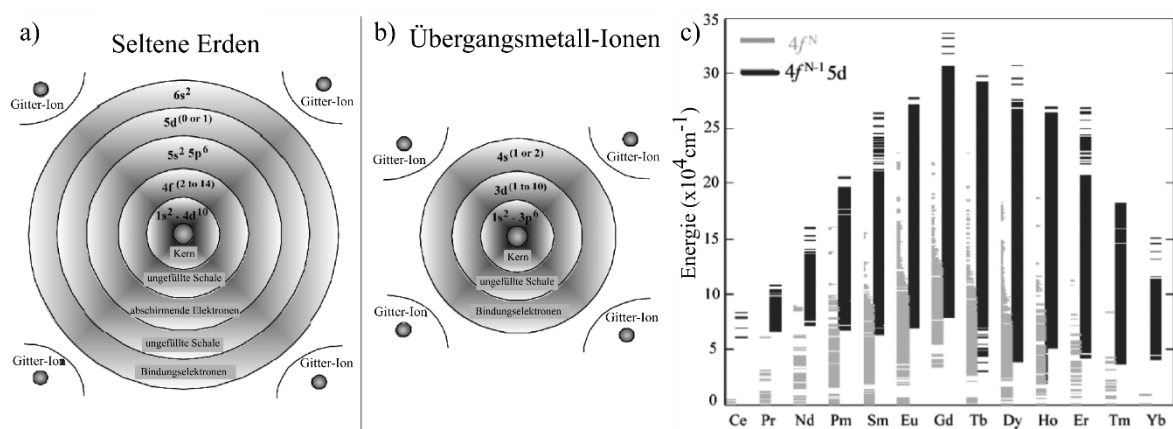 a)
Seltene Erden
Gitter-Ion
Gitter-Ion
6s²
5d⁽⁰ ᵒʳ ¹⁾
5s² 5p⁶
4f ⁽² ᵗᵒ ¹⁴⁾
1s² - 4d¹⁰
Kern
ungefüllte Schale
abschirmende Elektronen
ungefüllte Schale
Bindungselektronen
Gitter-Ion
Gitter-Ion
b)
Übergangsmetall-Ionen
Gitter-Ion
Gitter-Ion
4s ⁽¹ ᵒʳ ²⁾
3d ⁽¹ ᵗᵒ ¹⁰⁾
1s² - 3p⁶
Kern
ungefüllte Schale
Bindungselektronen
Gitter-Ion
Gitter-Ion
c)
4fᴺ
4fᴺ⁻¹ 5d
Energie (x10⁴cm⁻¹)
35
30
25
20
15
10
5
0
Ce Pr Nd Pm Sm Eu Gd Tb Dy Ho Er Tm Yb